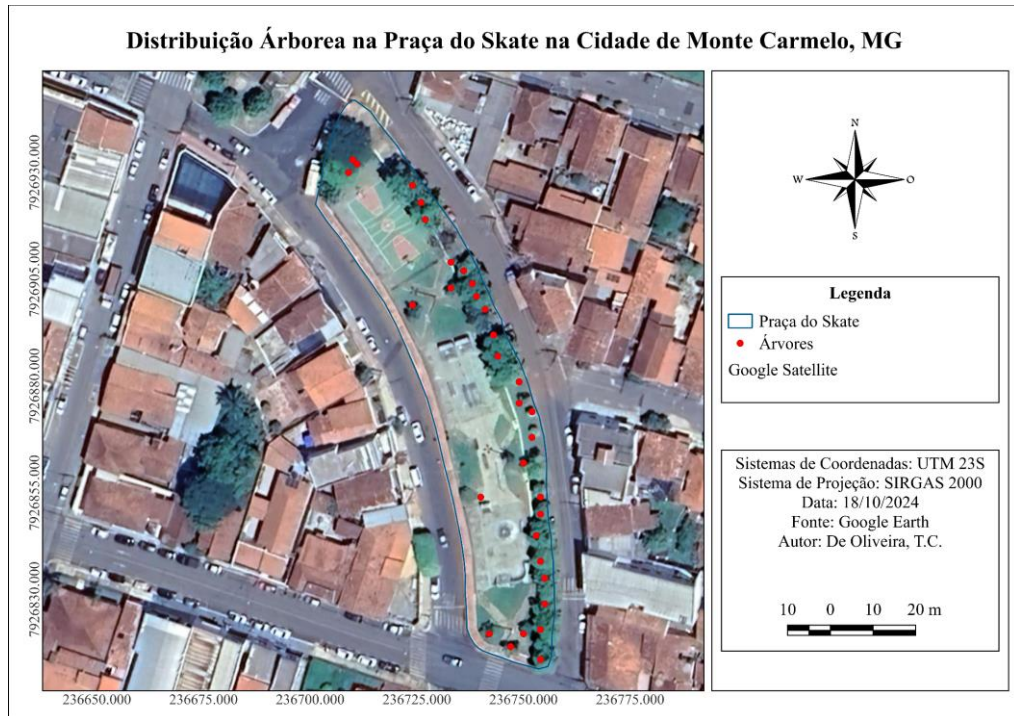 Distribuição Árborea na Praça do Skate na Cidade de Monte Carmelo, MG
7926930.000
7926905.000
7926880.000
7926855.000
7926830.000
236650.000 236675.000 236700.000 236725.000 236750.000 236775.000
N
W O
S
Legenda
Praça do Skate
Árvores
Google Satellite
Sistemas de Coordenadas: UTM 23S
Sistema de Projeção: SIRGAS 2000
Data: 18/10/2024
Fonte: Google Earth
Autor: De Oliveira, T.C.
10 0 10 20 m